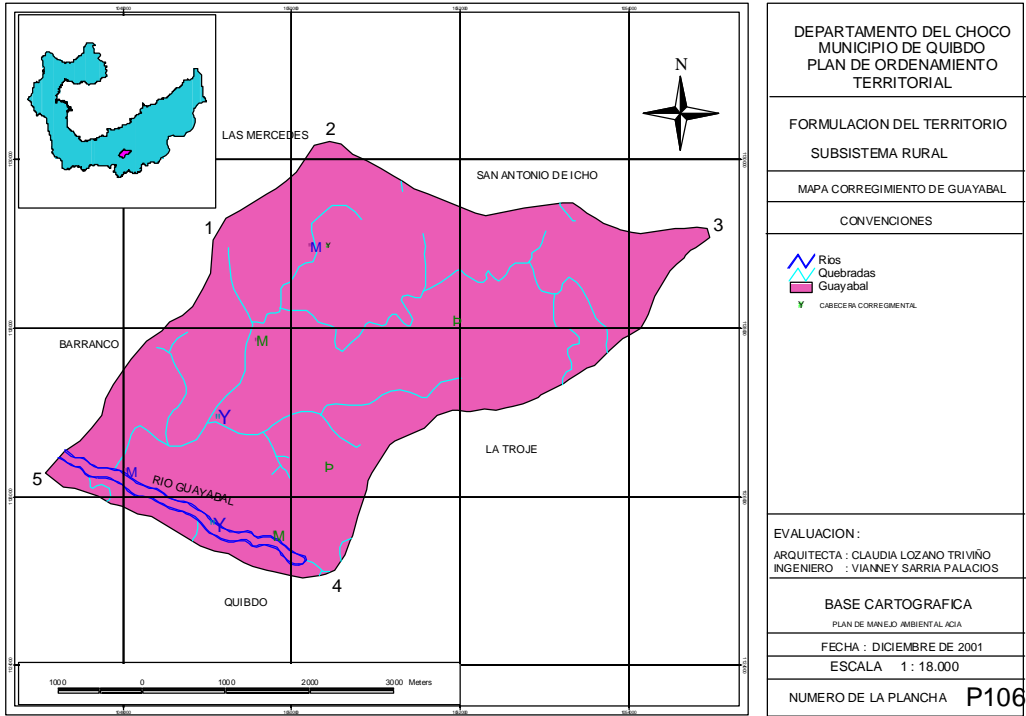 LAS MERCEDES
2
N
SAN ANTONIO DE ICHO
1
3
M
Y
BARRANCO
M
Y
LA TROJE
5
M
RIO GUAYABAL
Y
M
4
QUIBDO
1000 0 1000 2000 3000 Meters
DEPARTAMENTO DEL CHOCO
MUNICIPIO DE QUIBDO
PLAN DE ORDENAMIENTO
TERRITORIAL
FORMULACION DEL TERRITORIO
SUBSISTEMA RURAL
MAPA CORREGIMIENTO DE GUAYABAL
CONVENCIONES
Rios
Quebradas
Guayabal
Y CABECERA CORREGIMENTAL
EVALUACION :
ARQUITECTA : CLAUDIA LOZANO TRIVIÑO
INGENIERO : VIANNEY SARRIA PALACIOS
BASE CARTOGRAFICA
PLAN DE MANEJO AMBIENTAL ACIA
FECHA : DICIEMBRE DE 2001
ESCALA 1 : 18.000
NUMERO DE LA PLANCHA P106